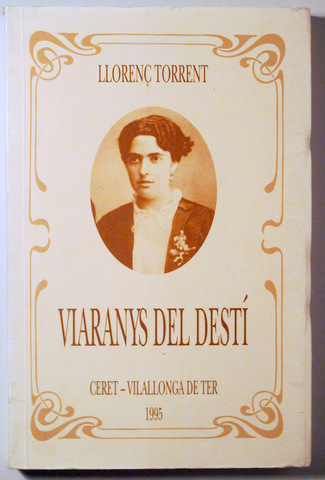 LLORENÇ TORRENT
VIARANYS DEL DESTÍ
CERET - VILALLONGA DE TER
1995